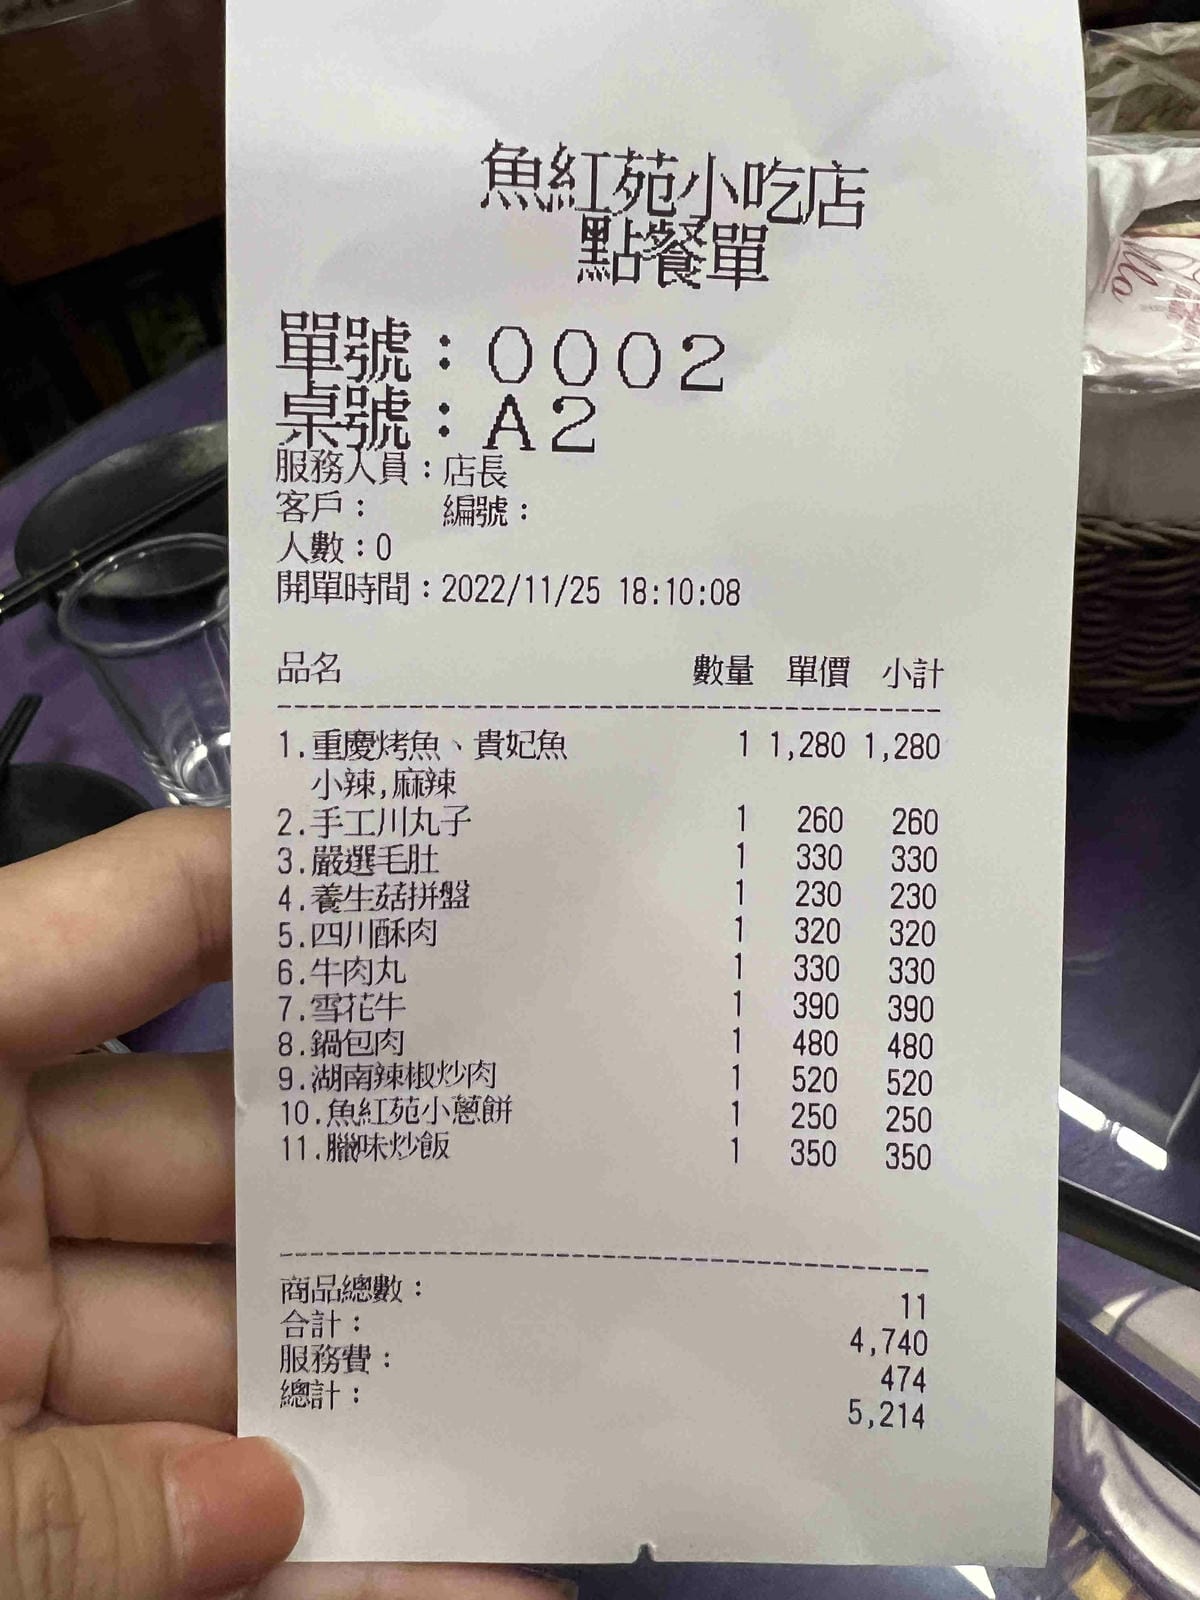 魚紅苑小吃店
點餐單
單號：0002
桌號：A2
服務人員：店長
客戶： 編號：
人數：0
開單時間：2022/11/25 18:10:08
品名 數量 單價 小計
1.重慶烤魚、貴妃魚 1 1,280 1,280
小辣,麻辣
2.手工川丸子 1 260 260
3.嚴選毛肚 1 330 330
4.養生菇拼盤 1 230 230
5.四川酥肉 1 320 320
6.牛肉丸 1 330 330
7.雪花牛 1 390 390
8.鍋包肉 1 480 480
9.湖南辣椒炒肉 1 520 520
10.魚紅苑小蔥餅 1 250 250
11.臘味炒飯 1 350 350
商品總數： 11
合計： 4,740
服務費： 474
總計： 5,214